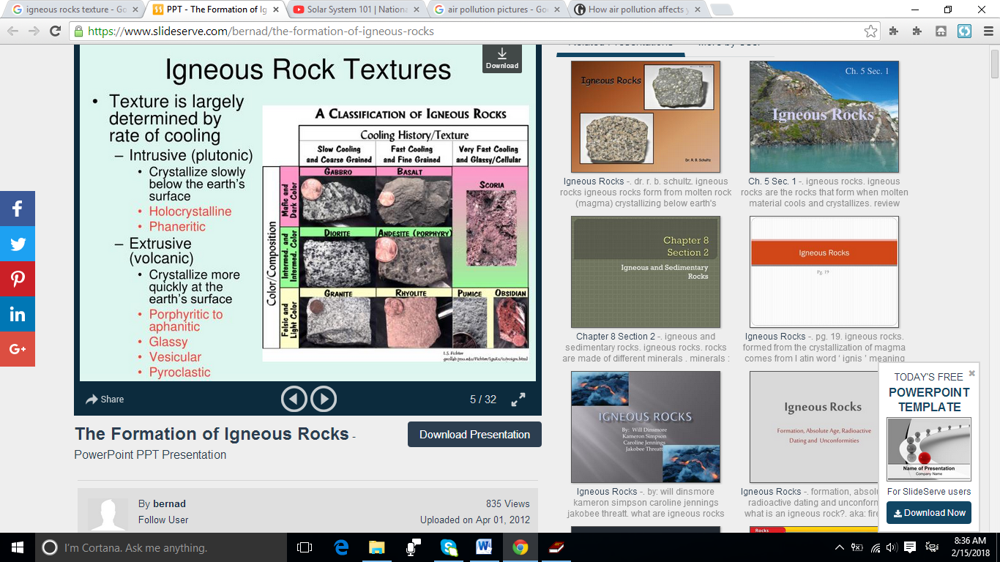 igneous rocks texture - Go
PPT - The Formation of Ig
Solar System 101 | Nationa
air pollution pictures - Goo
How air pollution affects y
https://www.slideserve.com/bernad/the-formation-of-igneous-rocks
Download
Igneous Rock Textures
• Texture is largely
determined by
rate of cooling
– Intrusive (plutonic)
• Crystallize slowly
below the earth's
surface
• Holocrystalline
• Phaneritic
– Extrusive
(volcanic)
• Crystallize more
quickly at the
earth's surface
• Porphyritic to
aphanitic
• Glassy
• Vesicular
• Pyroclastic
A Classification of Igneous Rocks
Cooling History/Texture
Slow Cooling
and Coarse Grained
Fast Cooling
and Fine Grained
Very Fast Cooling
and Glassy/Cellular
Color/Composition
Mafic and
Dark Color
Gabbro
Basalt
Scoria
Intermed. and
Intermed. Color
Diorite
Andesite (porphyry)
Felsic and
Light Color
Granite
Rhyolite
Pumice
Obsidian
L.S. Fichter
Share
5 / 32
The Formation of Igneous Rocks -
PowerPoint PPT Presentation
Download Presentation
By bernad
Follow User
835 Views
Uploaded on Apr 01, 2012
Related Presentations
More by User
Igneous Rocks
Dr. R. B. Schultz
Igneous Rocks -. dr. r. b. schultz. igneous
rocks igneous rocks form from molten rock
(magma) crystallizing below earth's
Ch. 5 Sec. 1
Igneous Rocks
Ch. 5 Sec. 1 -. igneous rocks. igneous
rocks are the rocks that form when molten
material cools and crystallizes. review
Chapter 8
Section 2
Igneous and Sedimentary
Rocks
Chapter 8 Section 2 -. igneous and
sedimentary rocks. igneous rocks. rocks
are made of different minerals . minerals :
Igneous Rocks
Pg. 19
Igneous Rocks -. pg. 19. igneous rocks.
formed from the crystallization of magma
comes from l atin word ‘ ignis ’ meaning
IGNEOUS ROCKS
By: Will Dinsmore
Kameron Simpson
Caroline Jennings
Jakobee Threatt
Igneous Rocks -. by: will dinsmore
kameron simpson caroline jennings
jakobee threatt. what are igneous rocks
Igneous Rocks
Formation, Absolute Age, Radioactive
Dating and Unconformities
Igneous Rocks -. formation, absolu
radioactive dating and unconform
what is an igneous rock?. aka: fire
Rocks
TODAY'S FREE
POWERPOINT
TEMPLATE
Name of Presentation
Company Name
For SlideServe users
Download Now
I'm Cortana. Ask me anything.
8:36 AM
2/15/2018